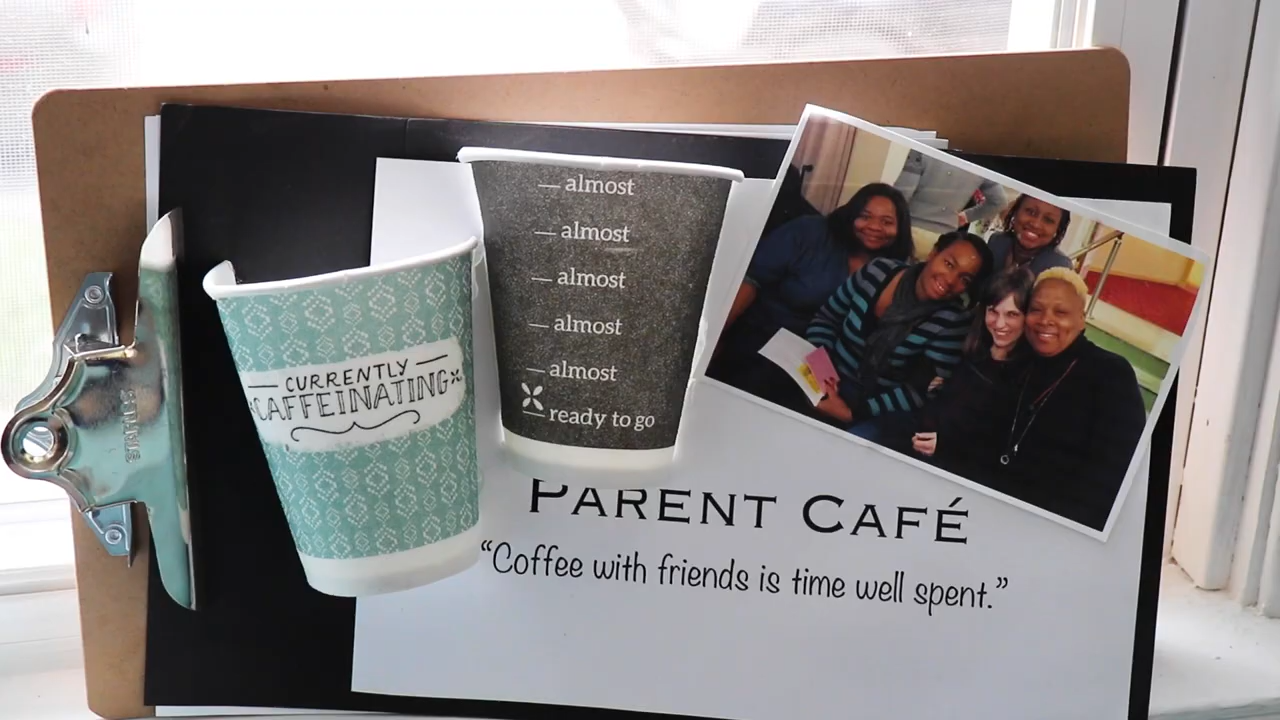 almost
almost
almost
almost
almost
ready to go
CURRENTLY
CAFFEINATING
PARENT CAFÉ
“Coffee with friends is time well spent.”